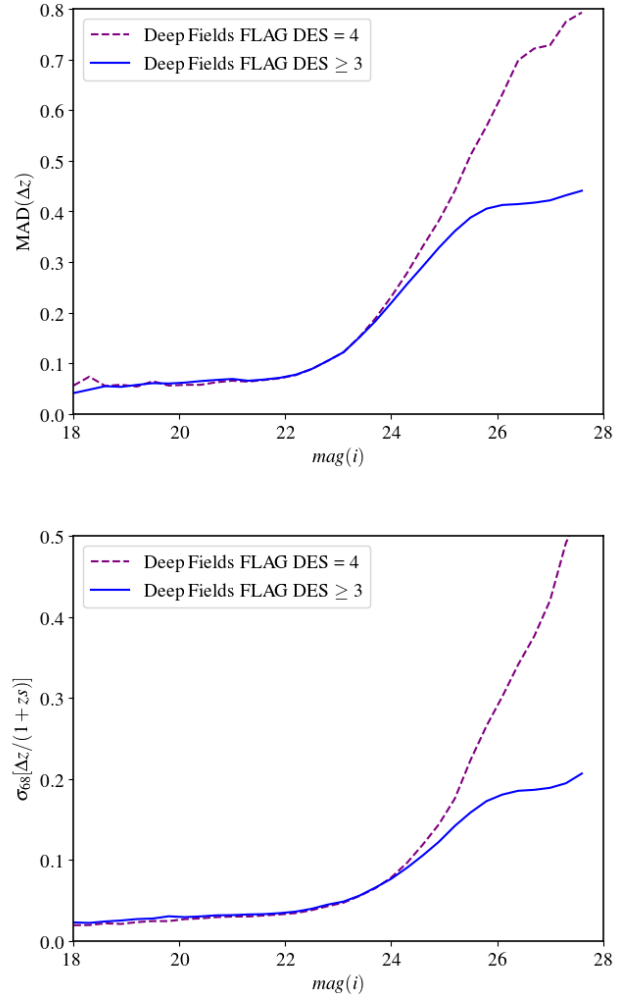 0.8
0.7
0.6
0.5
0.4
0.3
0.2
0.1
0.0
MAD(Δz)
Deep Fields FLAG DES = 4
Deep Fields FLAG DES ≥ 3
18 20 22 24 26 28
mag(i)
0.5
0.4
0.3
0.2
0.1
0.0
σ68[Δz/(1 + zs)]
Deep Fields FLAG DES = 4
Deep Fields FLAG DES ≥ 3
18 20 22 24 26 28
mag(i)